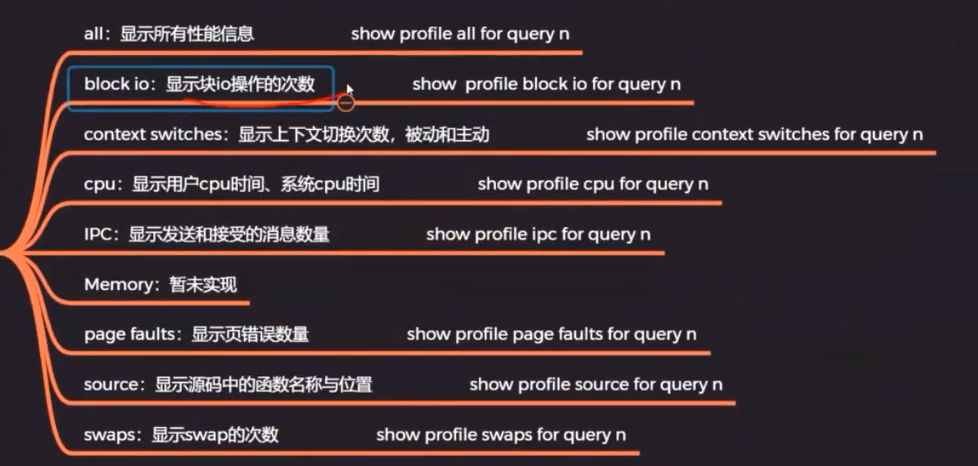 all：显示所有性能信息 show profile all for query n
block io：显示块io操作的次数 show profile block io for query n
context switches：显示上下文切换次数，被动和主动 show profile context switches for query n
cpu：显示用户cpu时间、系统cpu时间 show profile cpu for query n
IPC：显示发送和接受的消息数量 show profile ipc for query n
Memory：暂未实现
page faults：显示页错误数量 show profile page faults for query n
source：显示源码中的函数名称与位置 show profile source for query n
swaps：显示swap的次数 show profile swaps for query n